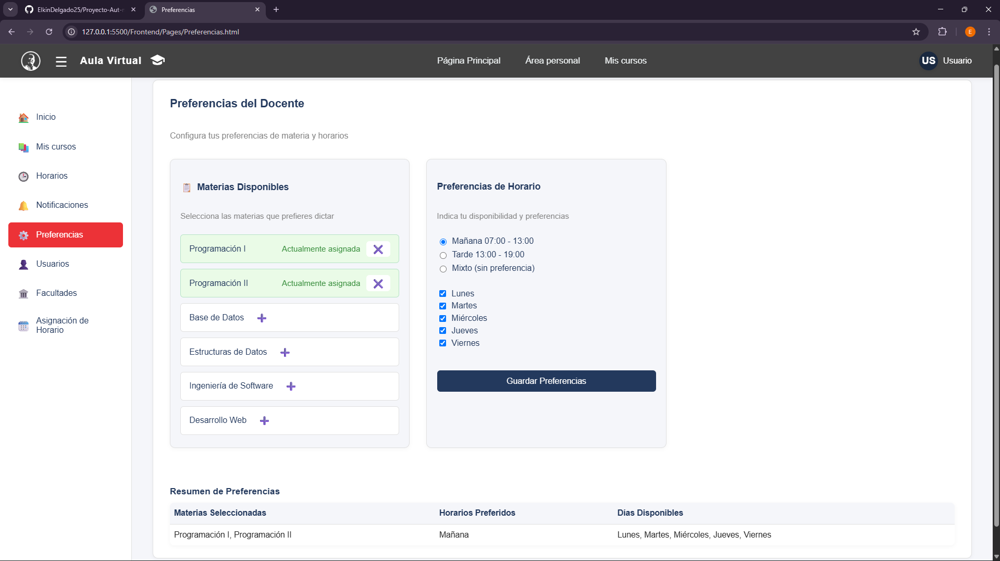 ElkinDelgado25/Proyecto-Aut-
Preferencias
127.0.0.1:5500/Frontend/Pages/Preferencias.html
E
Aula Virtual
Página Principal
Área personal
Mis cursos
US
Usuario
Inicio
Mis cursos
Horarios
Notificaciones
Preferencias
Usuarios
Facultades
Asignación de
Horario
Preferencias del Docente
Configura tus preferencias de materia y horarios
Materias Disponibles
Selecciona las materias que prefieres dictar
Programación I Actualmente asignada
Programación II Actualmente asignada
Base de Datos
Estructuras de Datos
Ingeniería de Software
Desarrollo Web
Preferencias de Horario
Indica tu disponibilidad y preferencias
Mañana 07:00 - 13:00
Tarde 13:00 - 19:00
Mixto (sin preferencia)
Lunes
Martes
Miércoles
Jueves
Viernes
Guardar Preferencias
Resumen de Preferencias
Materias Seleccionadas Horarios Preferidos Días Disponibles
Programación I, Programación II Mañana Lunes, Martes, Miércoles, Jueves, Viernes